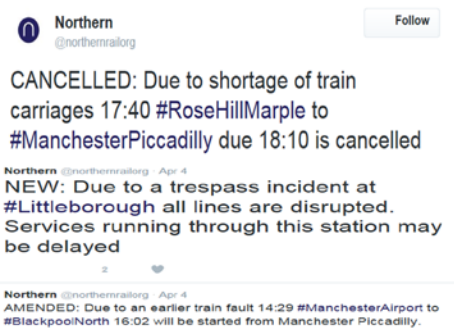 Northern
Follow
@northernrailorg
CANCELLED: Due to shortage of train
carriages 17:40 #RoseHillMarple to
#ManchesterPiccadilly due 18:10 is cancelled
Northern @northernrailorg · Apr 4
NEW: Due to a trespass incident at
#Littleborough all lines are disrupted.
Services running through this station may
be delayed
2
Northern @northernrailorg · Apr 4
AMENDED: Due to an earlier train fault 14:29 #ManchesterAirport to
#BlackpoolNorth 16:02 will be started from Manchester Piccadilly.